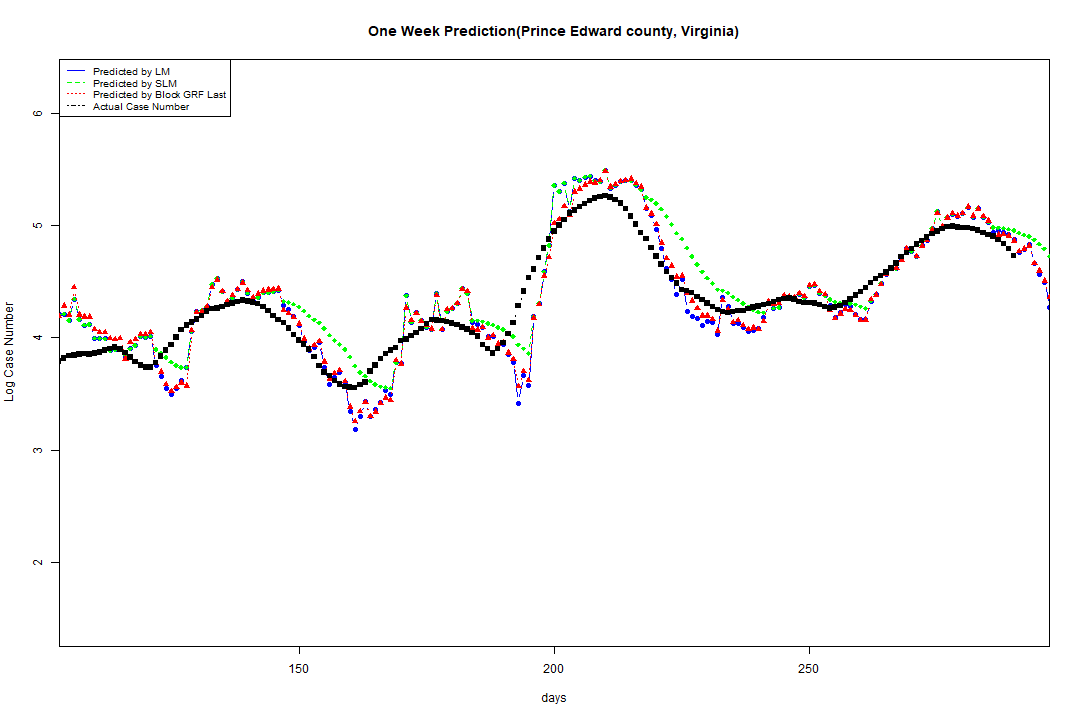 One Week Prediction(Prince Edward county, Virginia)
Predicted by LM
Predicted by SLM
Predicted by Block GRF Last
Actual Case Number
6
5
4
3
2
Log Case Number
150
200
250
days